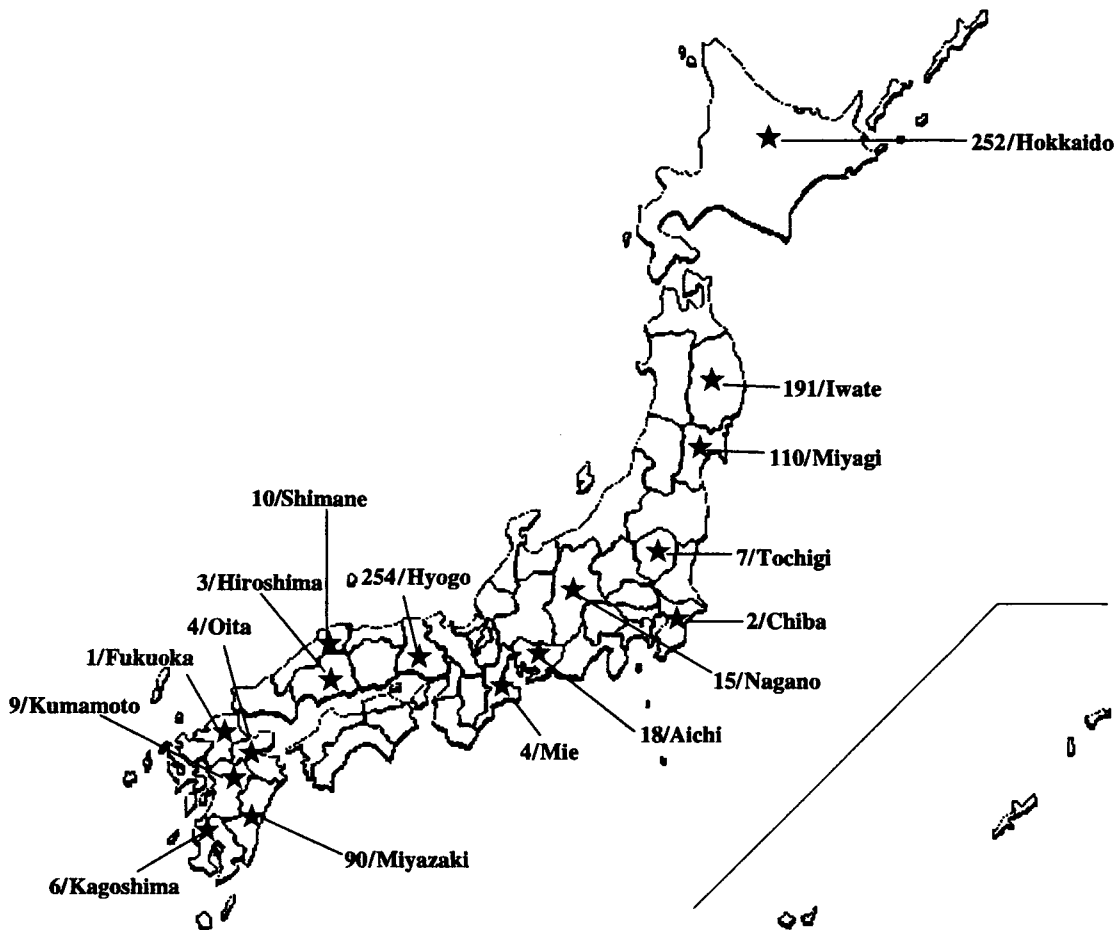 252/Hokkaido
191/Iwate
110/Miyagi
10/Shimane
7/Tochigi
3/Hiroshima
254/Hyogo
4/Oita
2/Chiba
1/Fukuoka
15/Nagano
9/Kumamoto
18/Aichi
4/Mie
90/Miyazaki
6/Kagoshima